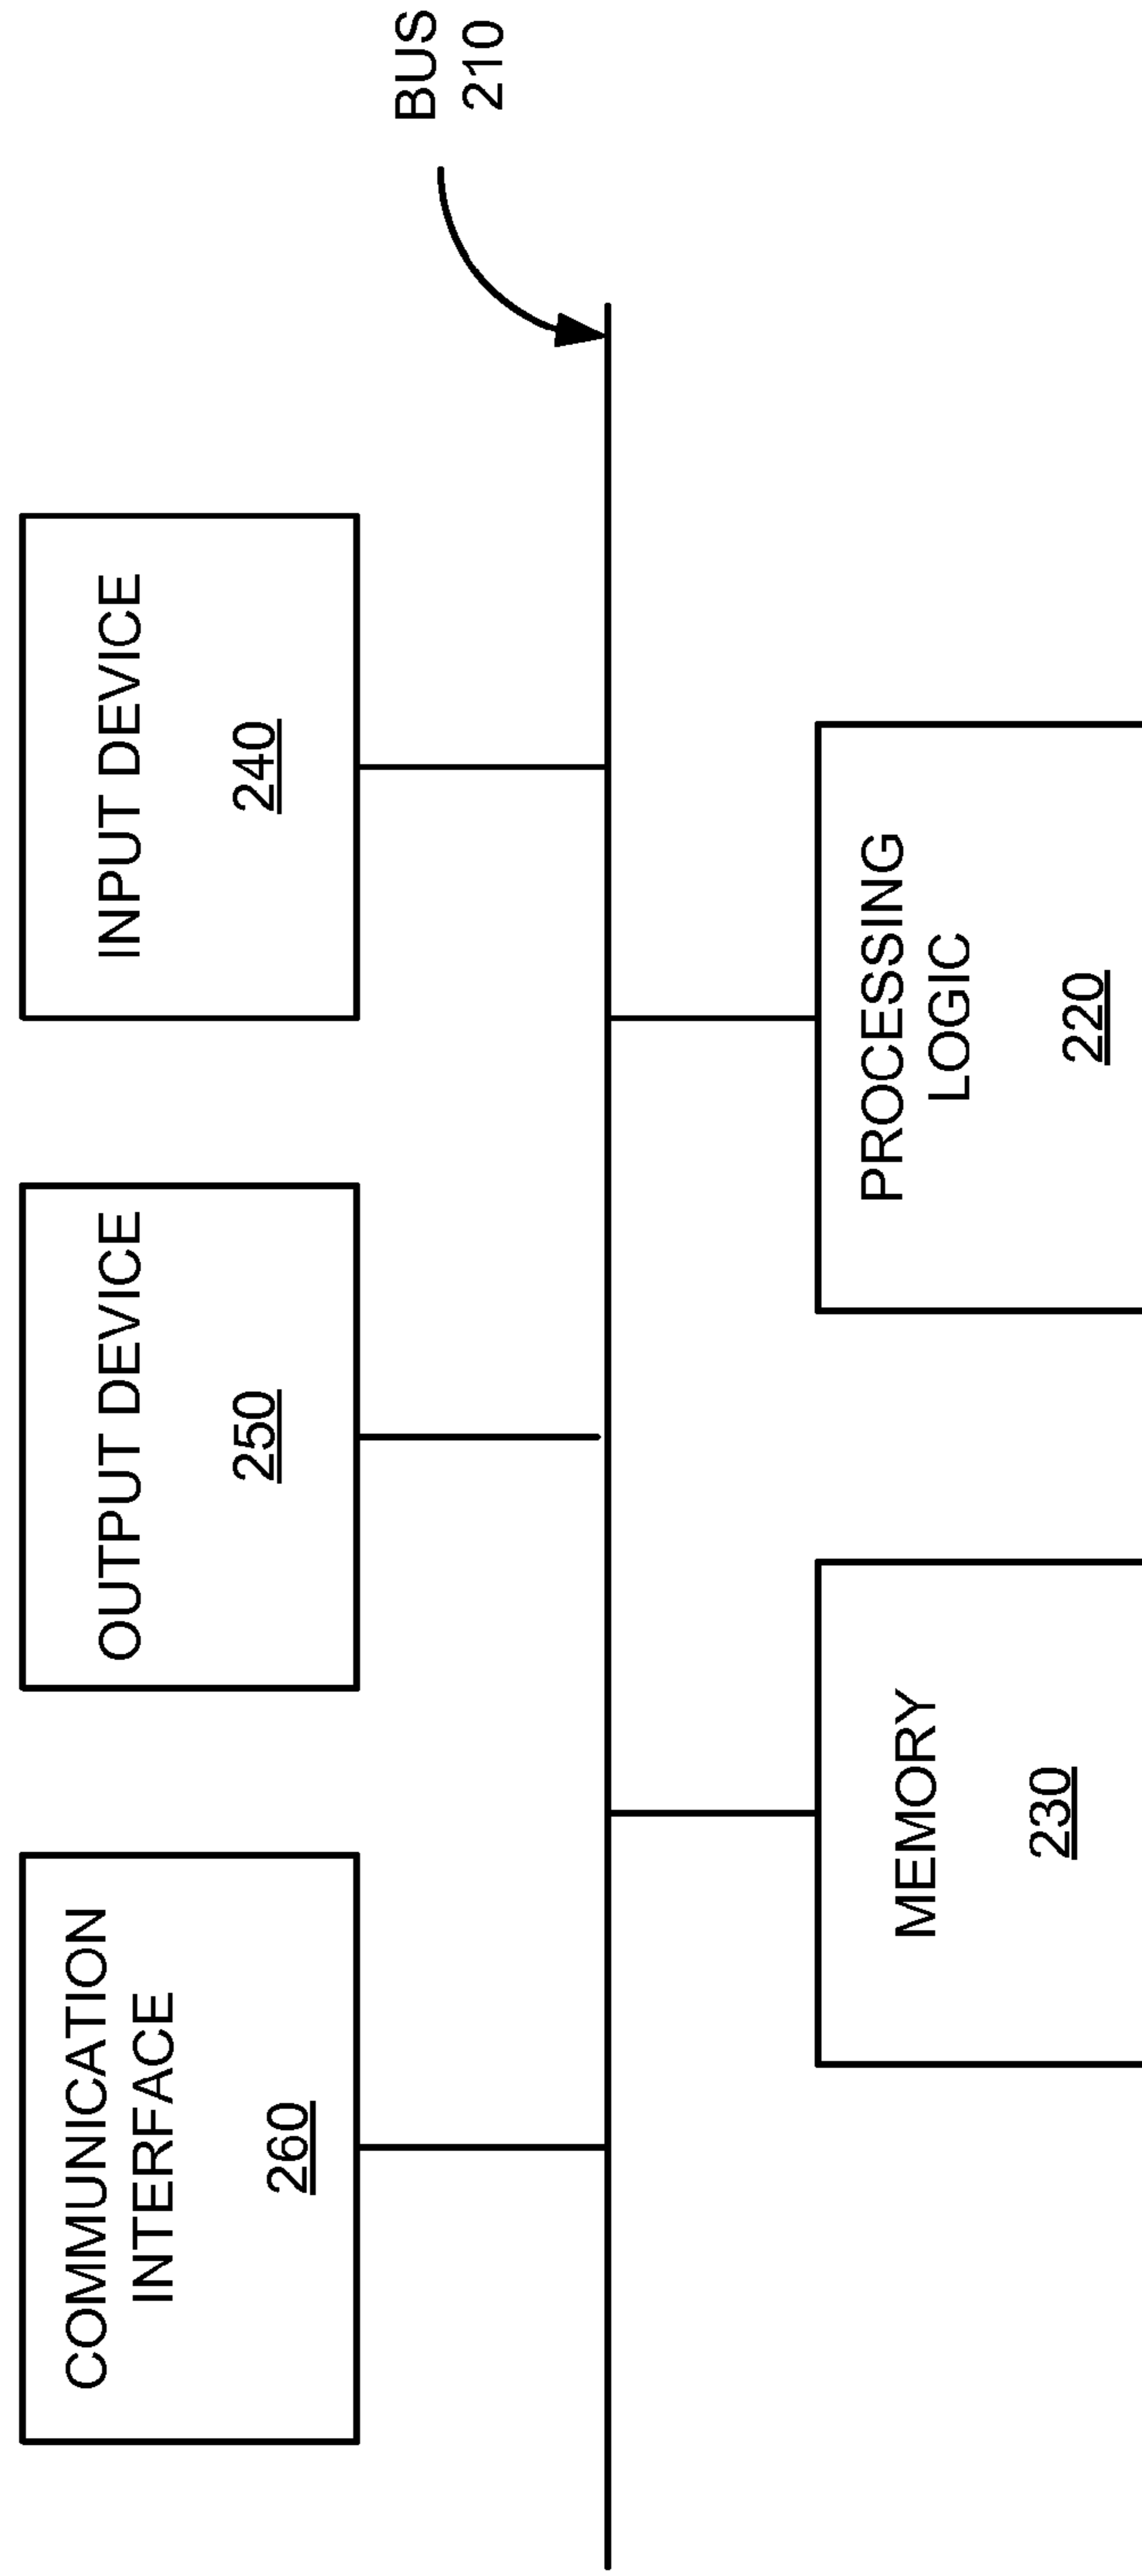 COMMUNICATION
INTERFACE
260
OUTPUT DEVICE
250
INPUT DEVICE
240
BUS
210
MEMORY
230
PROCESSING
LOGIC
220